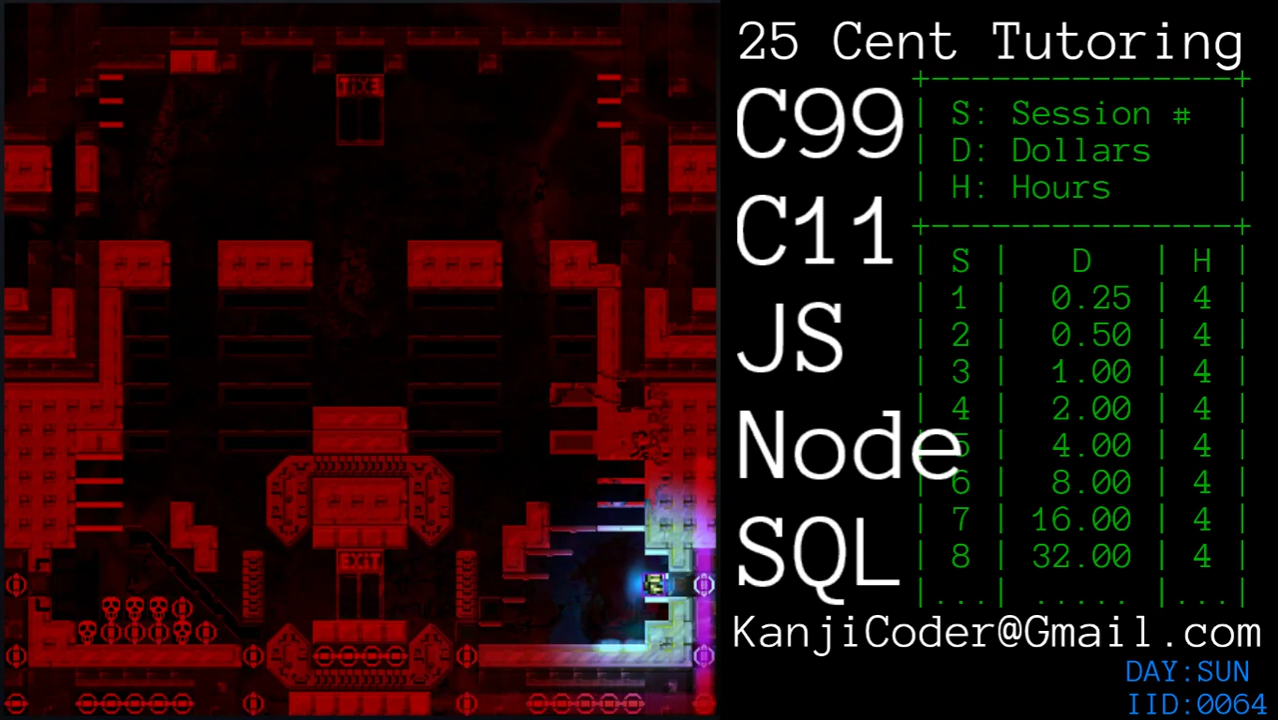 TIXE
EXIT
25 Cent Tutoring
C99
C11
JS
Node
SQL
+----------------+
| S: Session # |
| D: Dollars |
| H: Hours |
+----------------+
| S | D | H |
| 1 | 0.25 | 4 |
| 2 | 0.50 | 4 |
| 3 | 1.00 | 4 |
| 4 | 2.00 | 4 |
| 5 | 4.00 | 4 |
| 6 | 8.00 | 4 |
| 7 | 16.00 | 4 |
| 8 | 32.00 | 4 |
|...| ..... |...|
KanjiCoder@Gmail.com
DAY:SUN
IID:0064